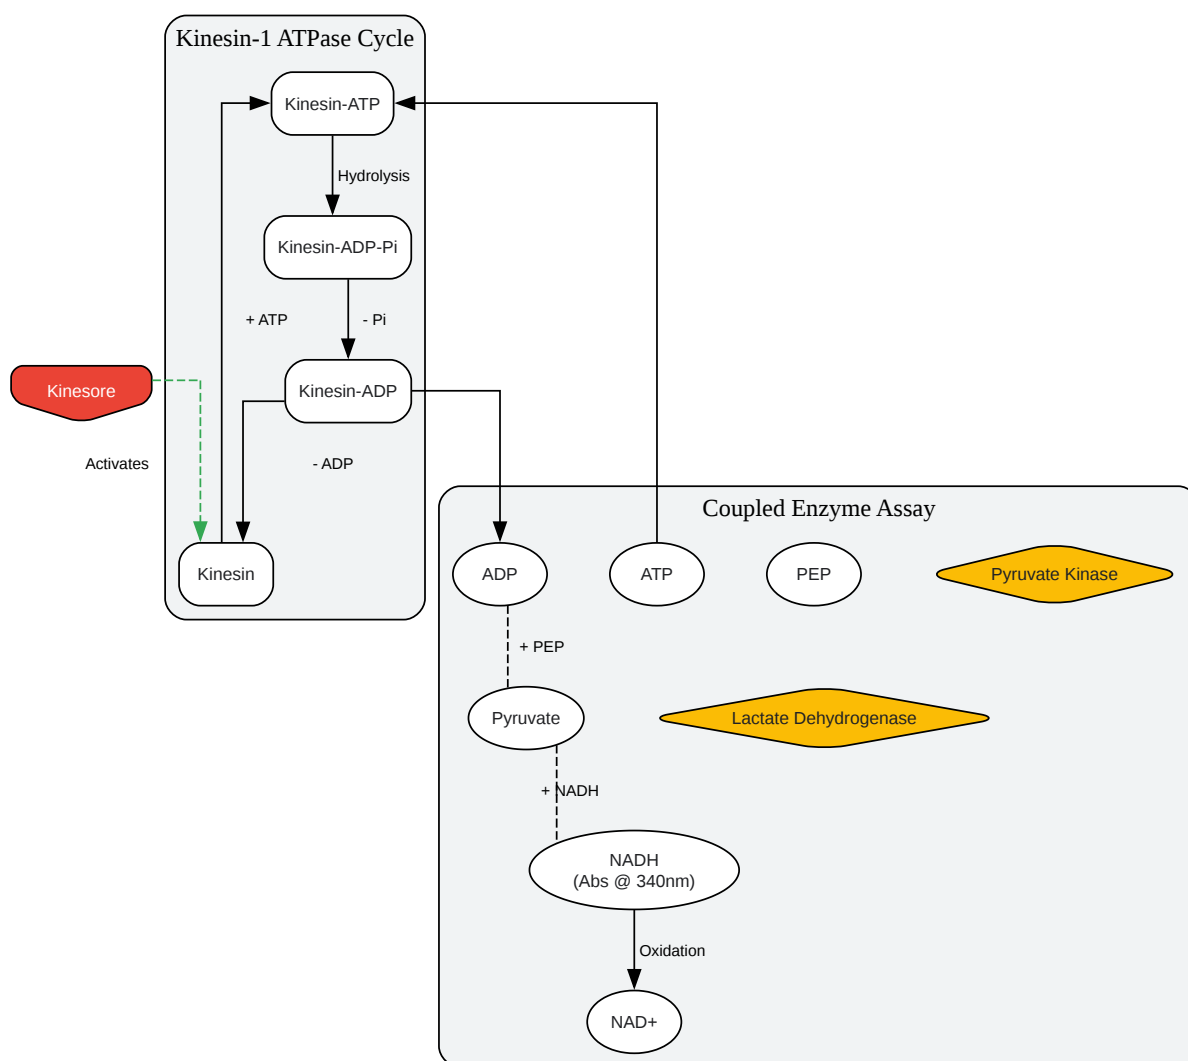 Kinesin-1 ATPase Cycle
Kinesin-ATP
Hydrolysis
Kinesin-ADP-Pi
+ ATP
- Pi
Kinesore
Kinesin-ADP
Activates
- ADP
Kinesin
Coupled Enzyme Assay
ADP
ATP
PEP
Pyruvate Kinase
+ PEP
Pyruvate
Lactate Dehydrogenase
+ NADH
NADH
(Abs @ 340nm)
Oxidation
NAD+